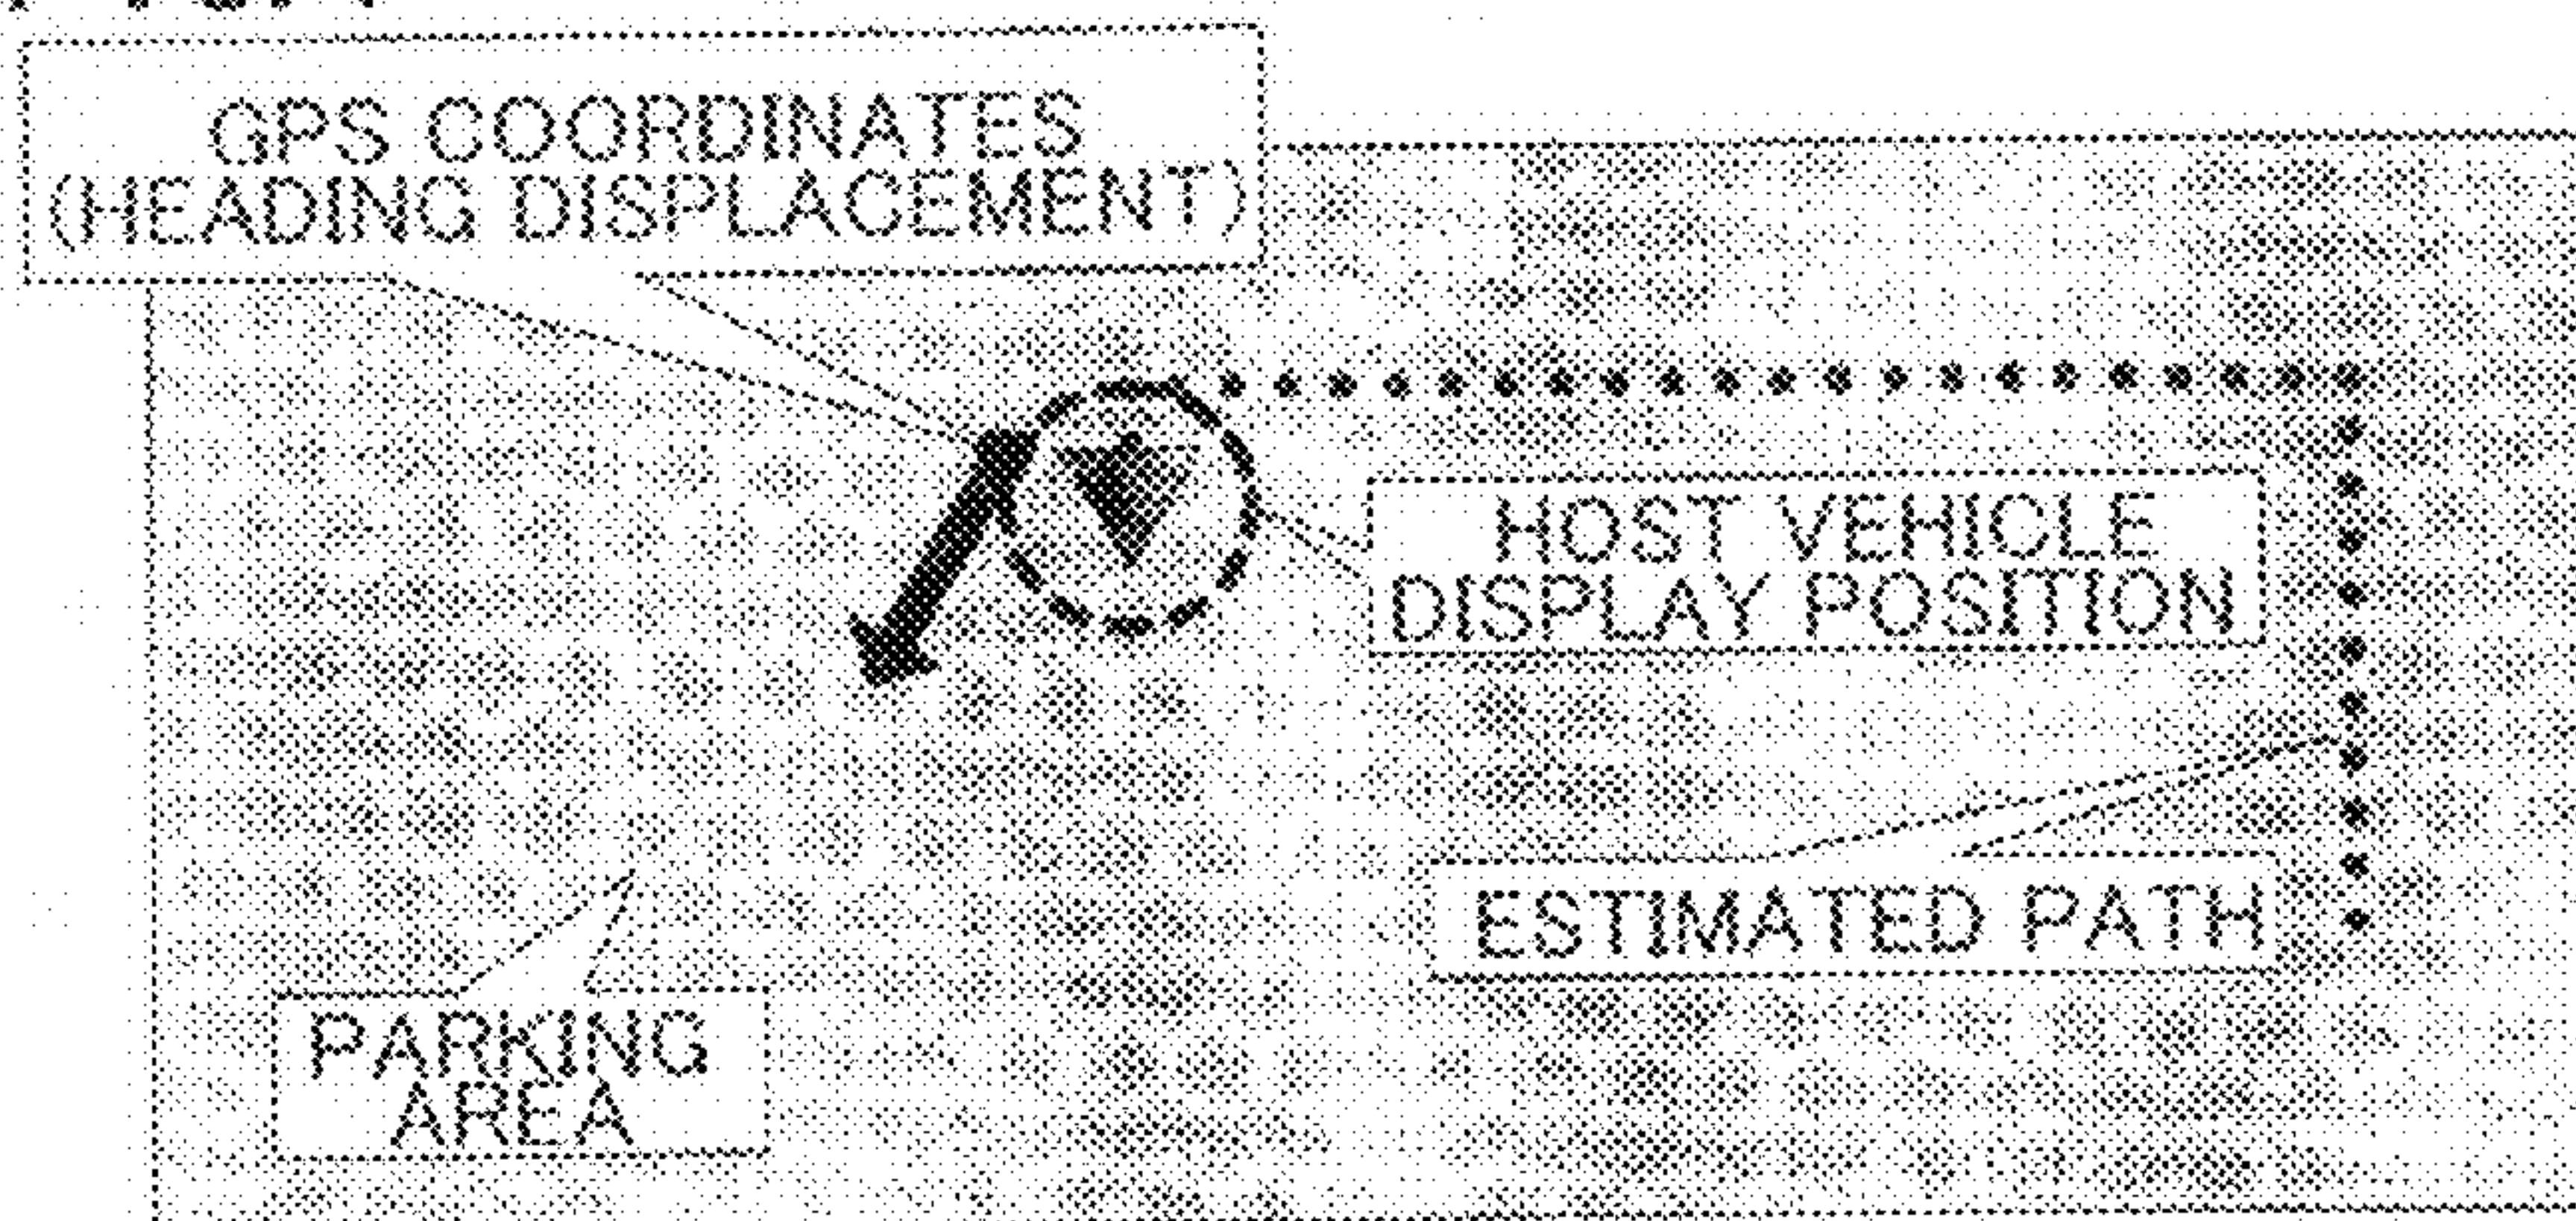 GPS COORDINATES
(HEADING DISPLACEMENT)
HOST VEHICLE
DISPLAY POSITION
ESTIMATED PATH
PARKING
AREA